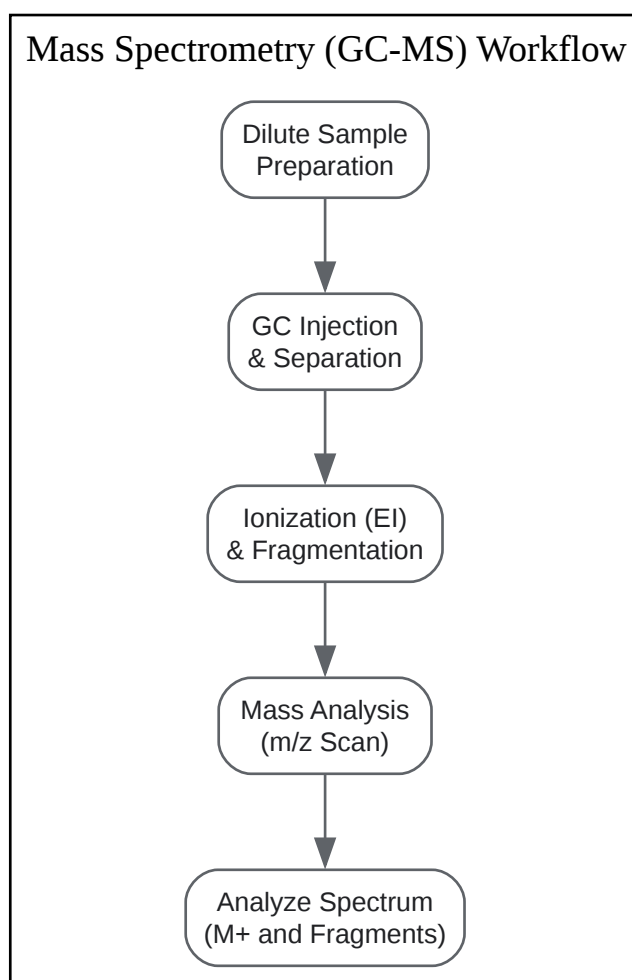 Mass Spectrometry (GC-MS) Workflow
Dilute Sample
Preparation
GC Injection
& Separation
Ionization (EI)
& Fragmentation
Mass Analysis
(m/z Scan)
Analyze Spectrum
(M+ and Fragments)